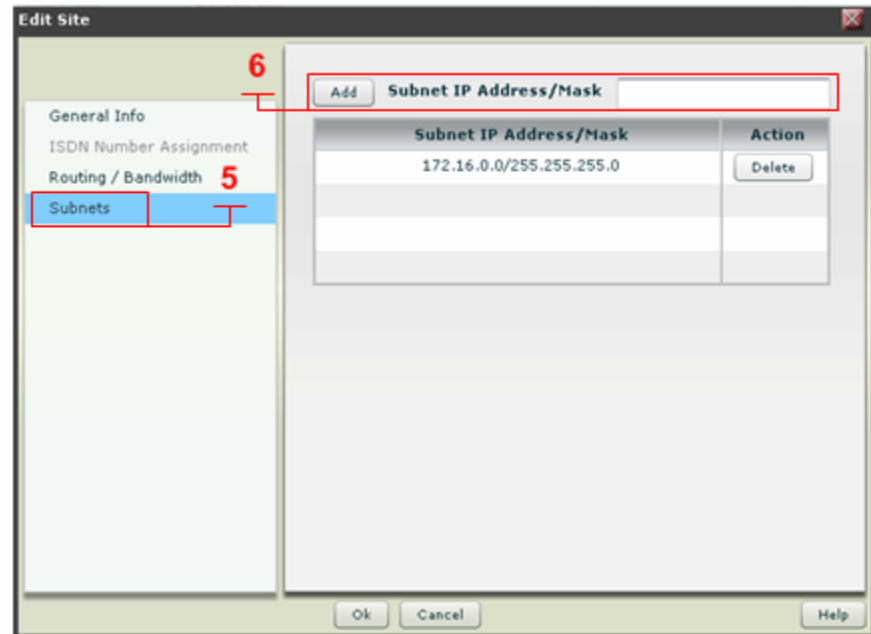 Edit Site
6
Add Subnet IP Address/Mask
General Info
ISDN Number Assignment
Routing / Bandwidth
5
Subnets
Subnet IP Address/Mask Action
172.16.0.0/255.255.255.0 Delete
Ok Cancel Help